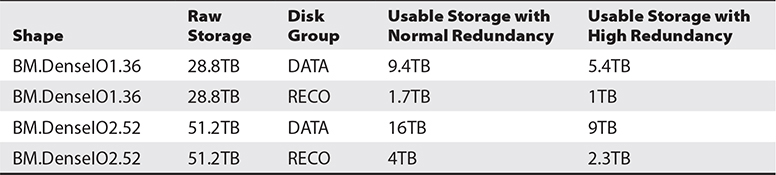 Shape Raw Storage Disk Group Usable Storage with Normal Redundancy Usable Storage with High Redundancy
BM.DenseIO1.36 28.8TB DATA 9.4TB 5.4TB
BM.DenseIO1.36 28.8TB RECO 1.7TB 1TB
BM.DenseIO2.52 51.2TB DATA 16TB 9TB
BM.DenseIO2.52 51.2TB RECO 4TB 2.3TB